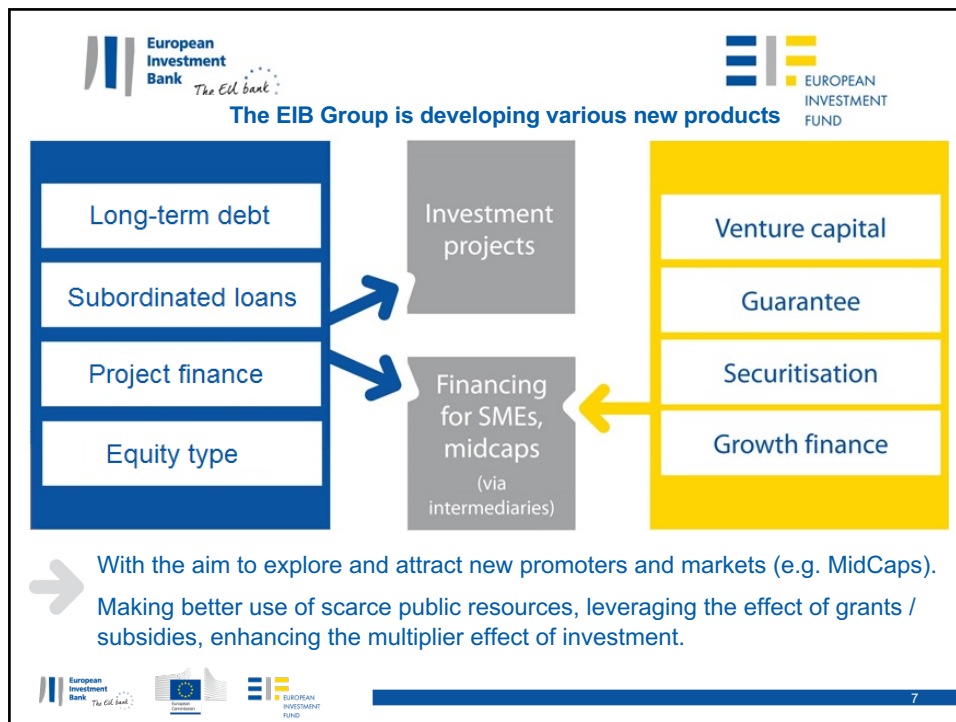 European
Investment
Bank
The EU bank
EUROPEAN
INVESTMENT
FUND
The EIB Group is developing various new products
Long-term debt
Subordinated loans
Project finance
Equity type
Investment
projects
Financing
for SMEs,
midcaps
(via
intermediaries)
Venture capital
Guarantee
Securitisation
Growth finance
With the aim to explore and attract new promoters and markets (e.g. MidCaps).
Making better use of scarce public resources, leveraging the effect of grants /
subsidies, enhancing the multiplier effect of investment.
European
Investment
Bank
The EU bank
European
Commission
EUROPEAN
INVESTMENT
FUND
7